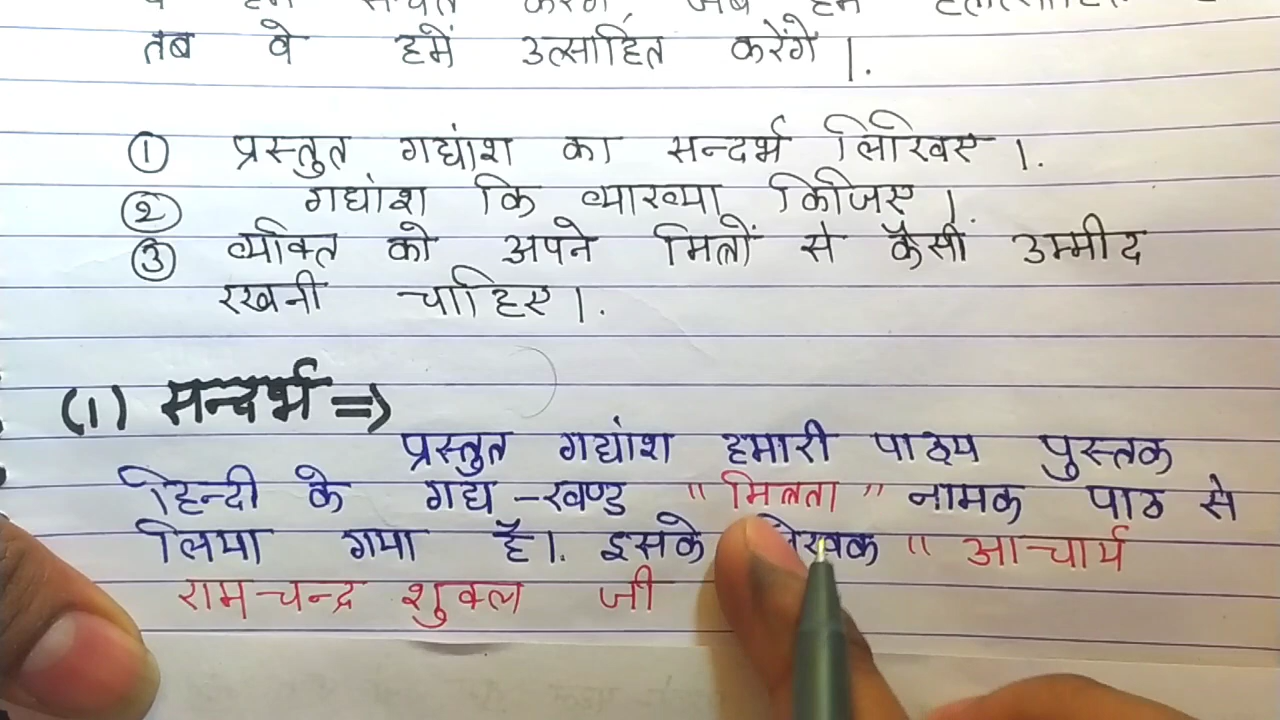 तब वे हमें उत्साहित करेंगे।.
① प्रस्तुत गद्यांश का सन्दर्भ लिखिए।.
② गद्यांश कि व्याख्या किजिए।.
③ व्यक्ति को अपने मित्रों से कैसी उम्मीद
रखनी चाहिए।.
(1) सन्दर्भ =>
प्रस्तुत गद्यांश हमारी पाठ्य पुस्तक
हिन्दी के गद्य-खण्ड "मित्रता" नामक पाठ से
लिया गया है।. इसके लेखक "आचार्य
रामचन्द्र शुक्ल जी